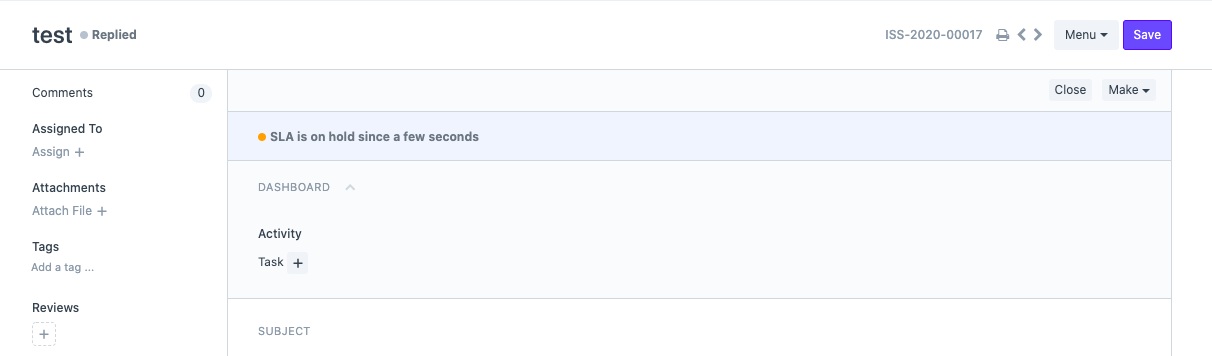 test Replied ISS-2020-00017 Menu Save
Comments 0
Close Make
Assigned To
Assign +
SLA is on hold since a few seconds
Attachments
Attach File +
DASHBOARD
Activity
Task +
Tags
Add a tag ...
Reviews
+
SUBJECT